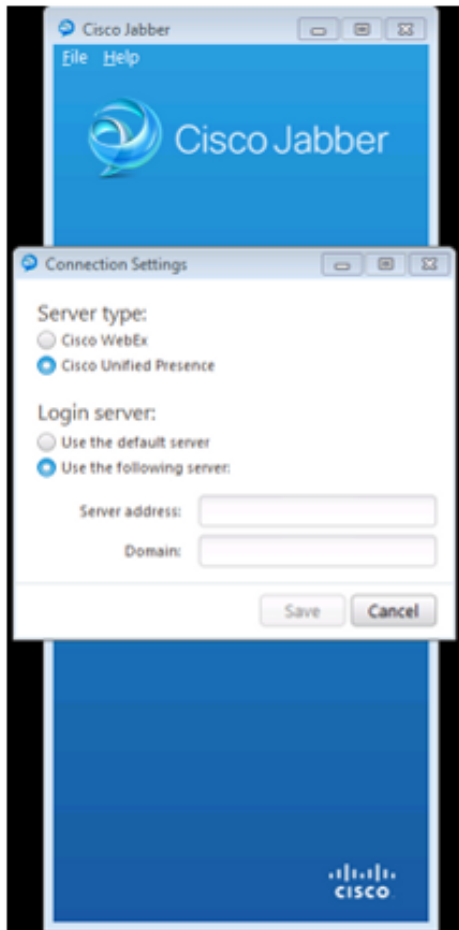 Cisco Jabber
File Help
Cisco Jabber
Connection Settings
Server type:
Cisco WebEx
Cisco Unified Presence
Login server:
Use the default server
Use the following server:
Server address:
Domain:
Save Cancel
CISCO